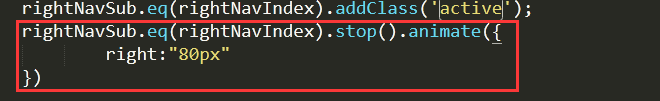 rightNavSub.eq(rightNavIndex).addClass('active');
rightNavSub.eq(rightNavIndex).stop().animate({
right:"80px"
})